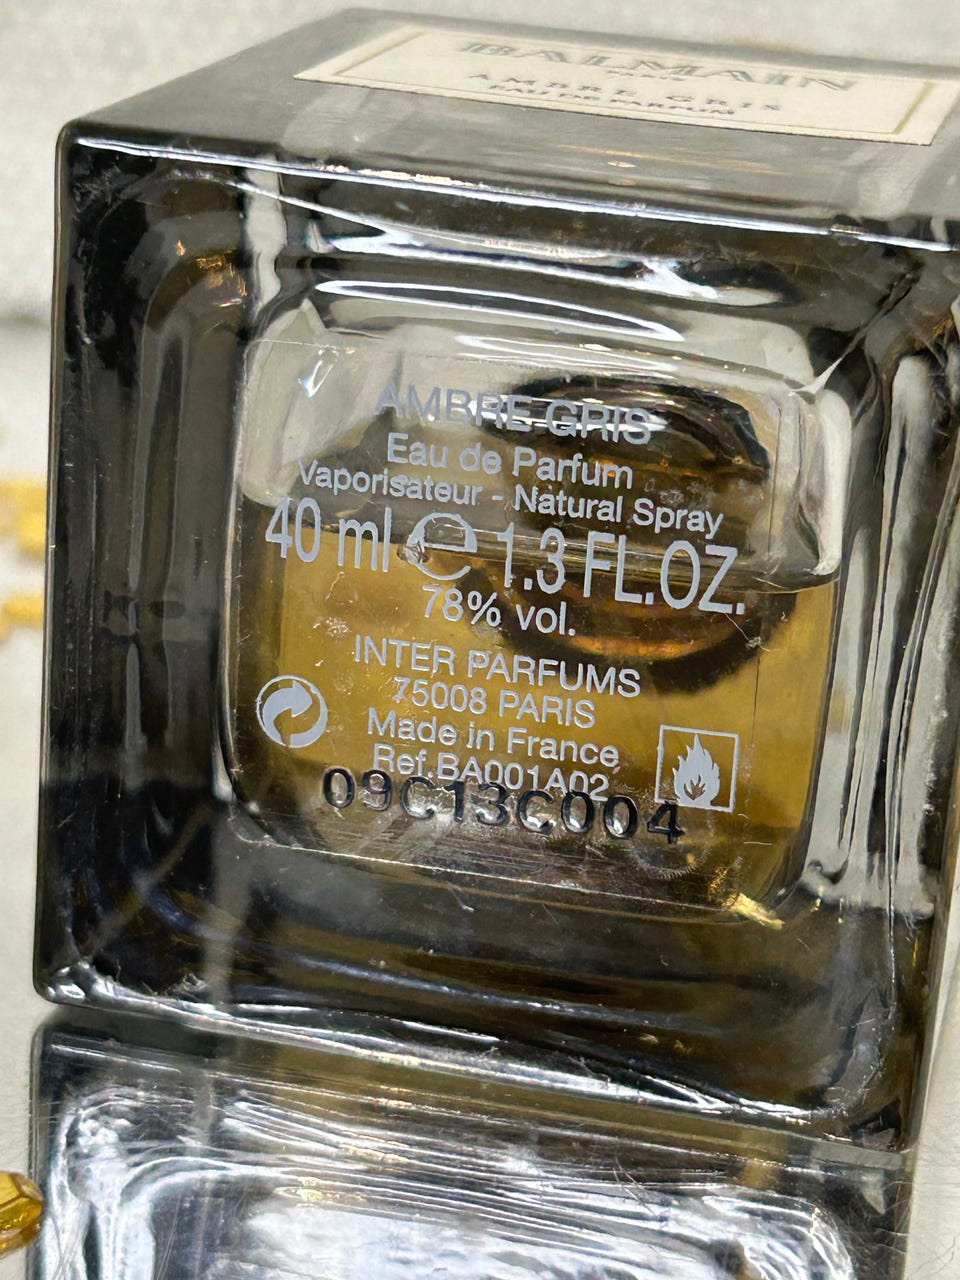 BALMAIN
PARIS
AMBRE GRIS
EAU DE PARFUM
AMBRE GRIS
Eau de Parfum
Vaporisateur - Natural Spray
40 ml ℮ 1.3 FL.OZ.
78% vol.
INTER PARFUMS
75008 PARIS
Made in France
Ref.BA001A02
09C13C004